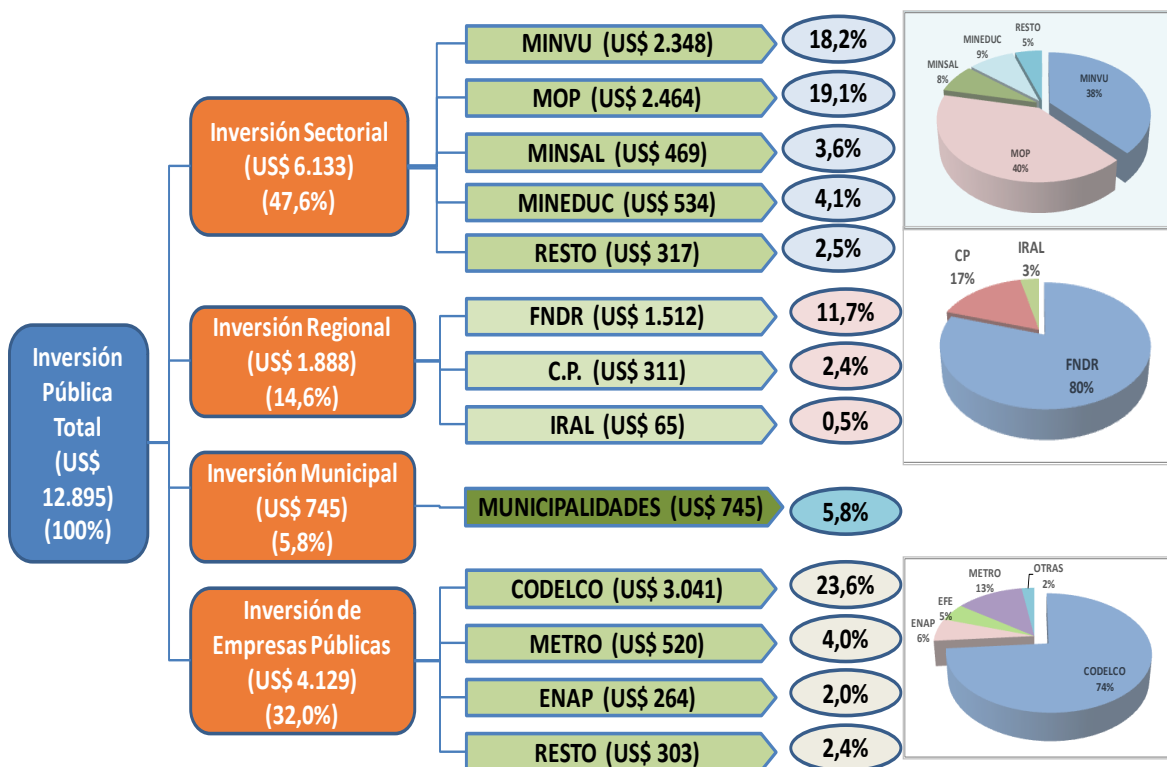 Inversión
Pública
Total
(US$
12.895)
(100%)
Inversión Sectorial
(US$ 6.133)
(47,6%)
MINVU (US$ 2.348)
18,2%
MOP (US$ 2.464)
19,1%
MINSAL (US$ 469)
3,6%
MINEDUC (US$ 534)
4,1%
RESTO (US$ 317)
2,5%
Inversión Regional
(US$ 1.888)
(14,6%)
FNDR (US$ 1.512)
11,7%
C.P. (US$ 311)
2,4%
IRAL (US$ 65)
0,5%
Inversión Municipal
(US$ 745)
(5,8%)
MUNICIPALIDADES (US$ 745)
5,8%
Inversión de
Empresas Públicas
(US$ 4.129)
(32,0%)
CODELCO (US$ 3.041)
23,6%
METRO (US$ 520)
4,0%
ENAP (US$ 264)
2,0%
RESTO (US$ 303)
2,4%
RESTO
5%
MINEDUC
9%
MINSAL
8%
MINVU
38%
MOP
40%
IRAL
3%
CP
17%
FNDR
80%
OTRAS
2%
METRO
13%
EFE
5%
ENAP
6%
CODELCO
74%